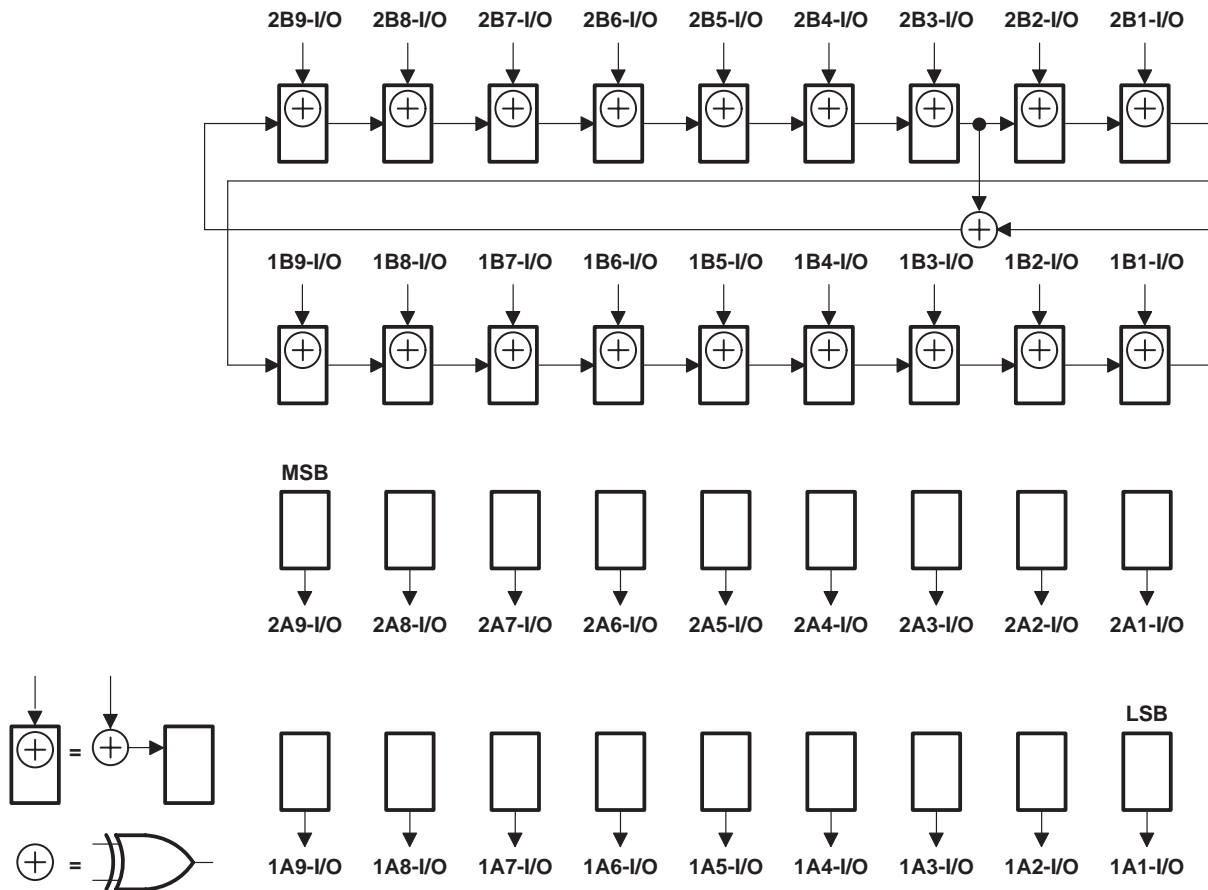 2B9-I/O 2B8-I/O 2B7-I/O 2B6-I/O 2B5-I/O 2B4-I/O 2B3-I/O 2B2-I/O 2B1-I/O
1B9-I/O 1B8-I/O 1B7-I/O 1B6-I/O 1B5-I/O 1B4-I/O 1B3-I/O 1B2-I/O 1B1-I/O
MSB
2A9-I/O 2A8-I/O 2A7-I/O 2A6-I/O 2A5-I/O 2A4-I/O 2A3-I/O 2A2-I/O 2A1-I/O
LSB
=
1A9-I/O 1A8-I/O 1A7-I/O 1A6-I/O 1A5-I/O 1A4-I/O 1A3-I/O 1A2-I/O 1A1-I/O
=